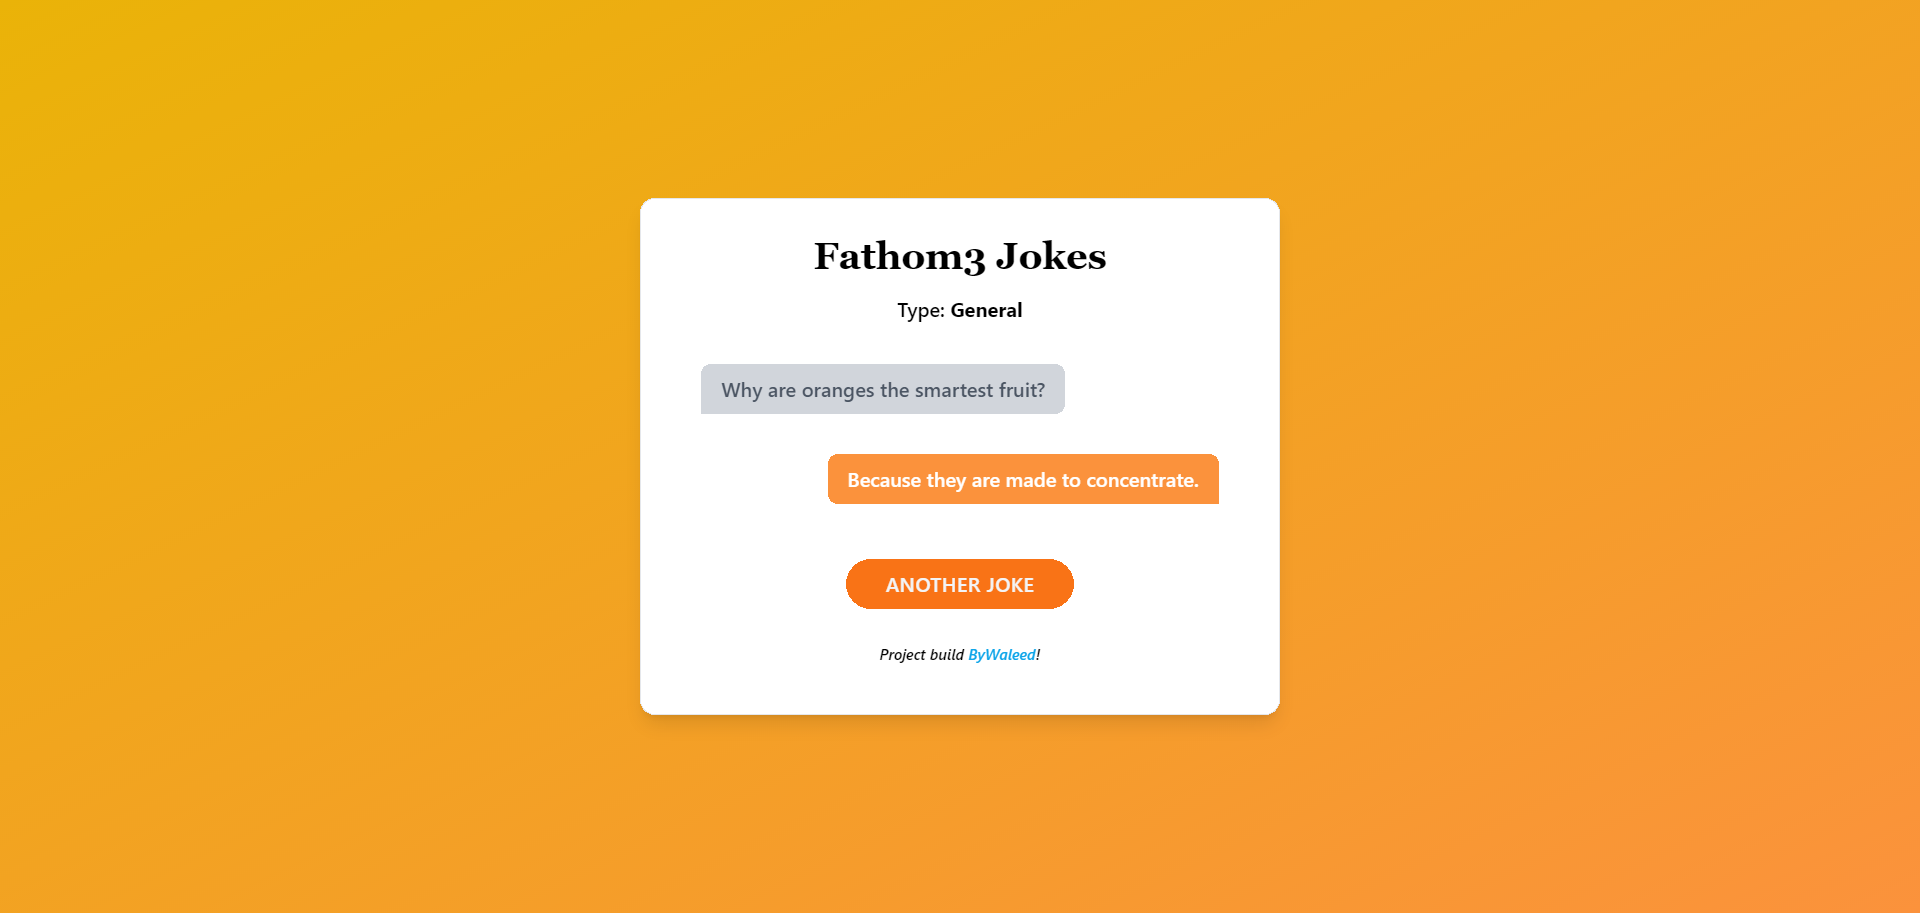 Fathom3 Jokes
Type: General
Why are oranges the smartest fruit?
Because they are made to concentrate.
ANOTHER JOKE
Project build ByWaleed!